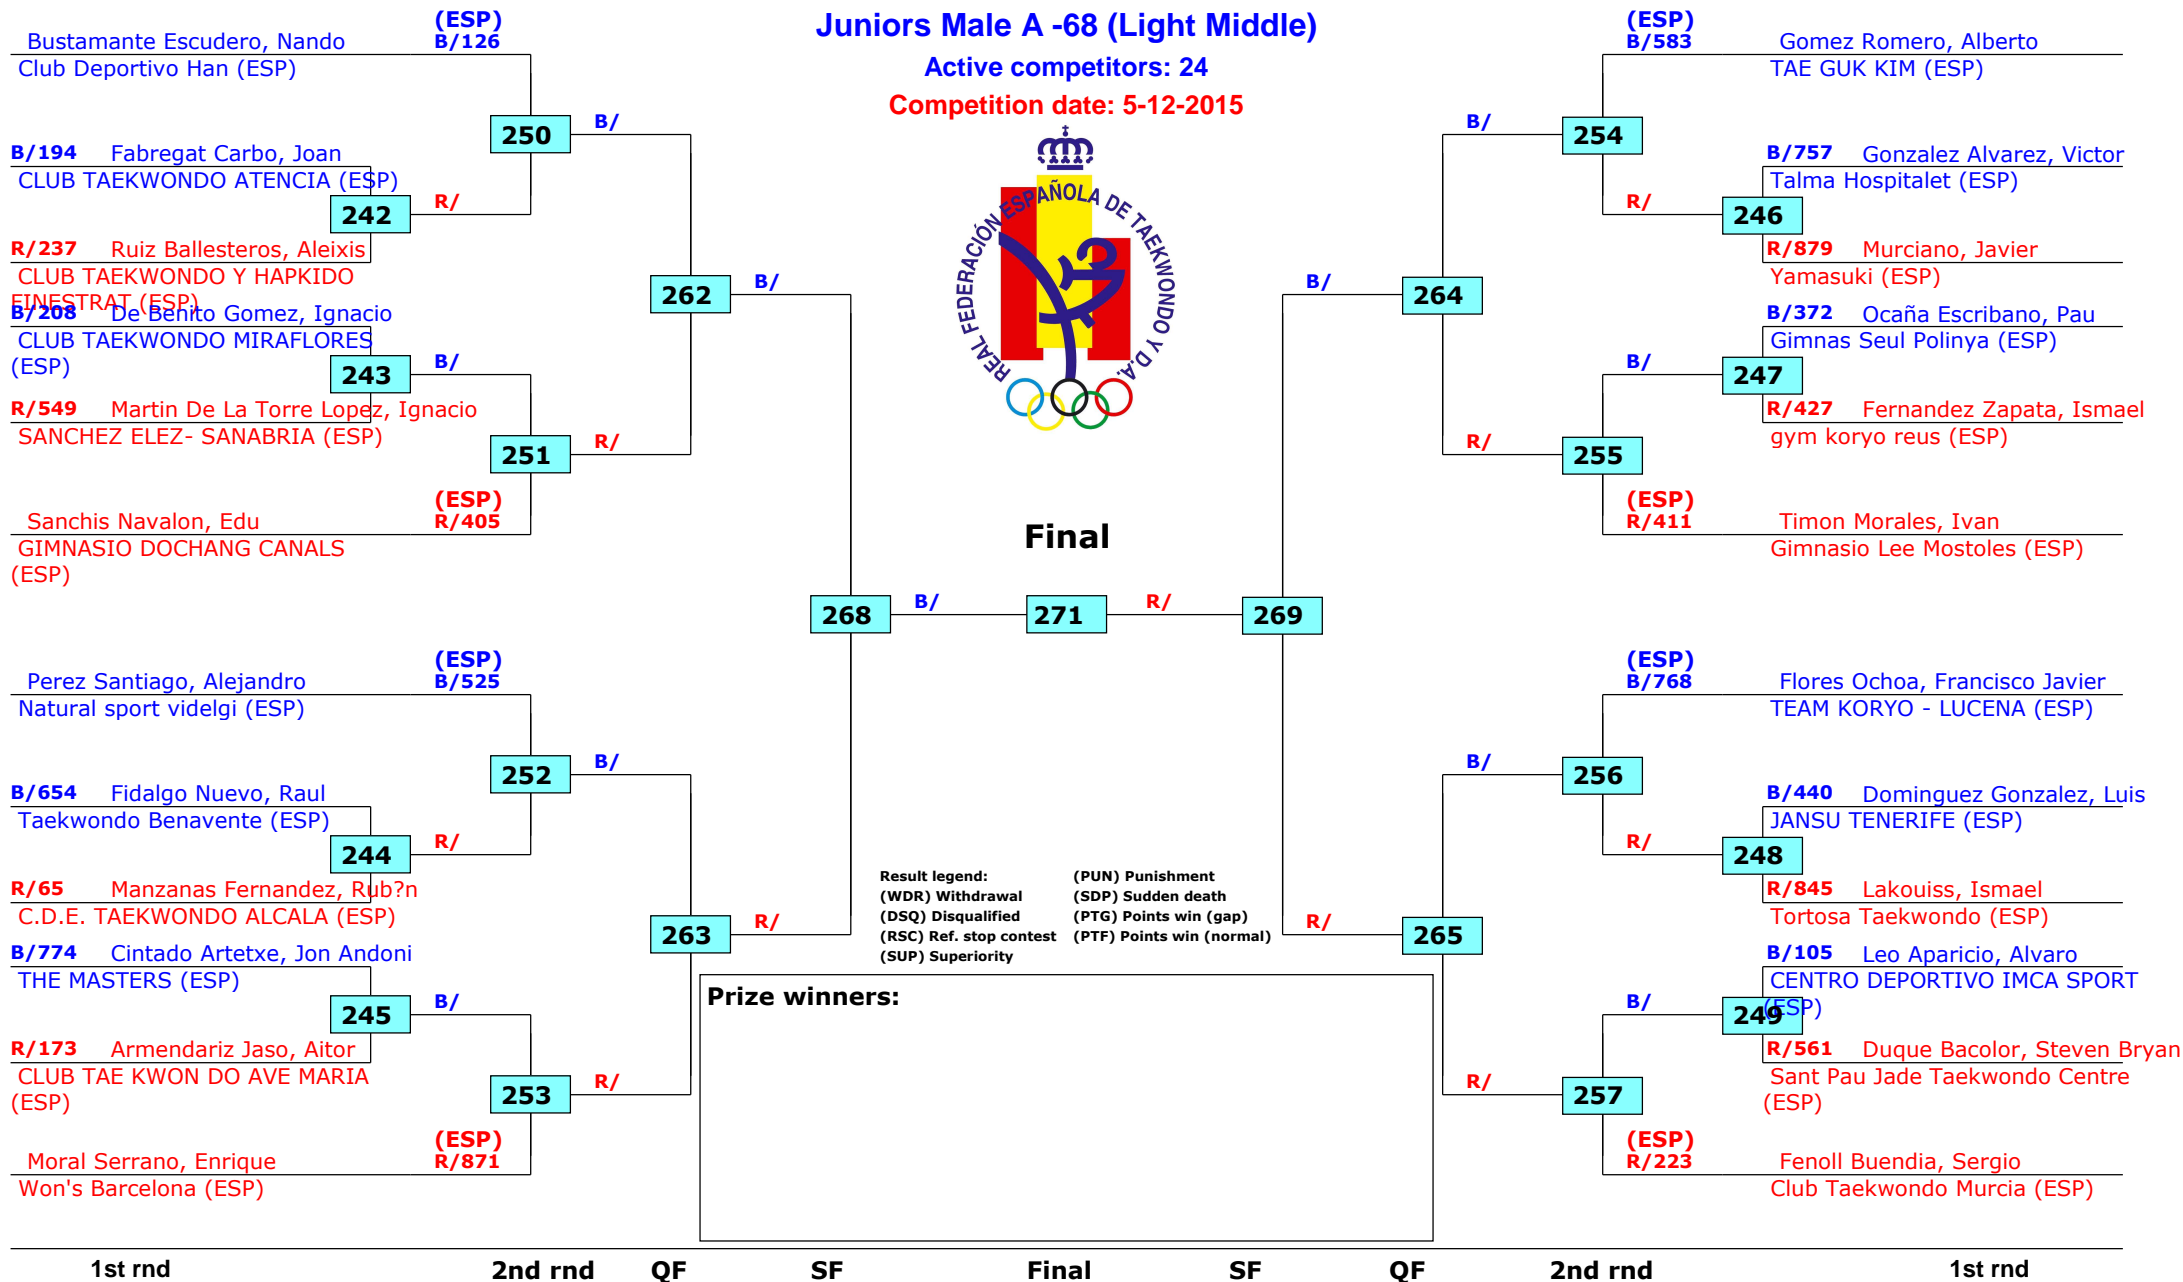 Juniors Male A -68 (Light Middle)
Active competitors: 24
Competition date: 5-12-2015
REAL FEDERACIÓN ESPAÑOLA DE TAEKWONDO Y D.A.
(ESP)
Bustamante Escudero, Nando B/126
Club Deportivo Han (ESP)
250
B/
B/194 Fabregat Carbo, Joan
CLUB TAEKWONDO ATENCIA (ESP)
242
R/
R/237 Ruiz Ballesteros, Aleixis
CLUB TAEKWONDO Y HAPKIDO
FINESTRAT (ESP)
262
B/
B/208 De Benito Gomez, Ignacio
CLUB TAEKWONDO MIRAFLORES
(ESP)
243
B/
R/549 Martin De La Torre Lopez, Ignacio
SANCHEZ ELEZ- SANABRIA (ESP)
251
R/
(ESP)
Sanchis Navalon, Edu R/405
GIMNASIO DOCHANG CANALS
(ESP)
268
B/
(ESP)
Perez Santiago, Alejandro B/525
Natural sport videlgi (ESP)
252
B/
B/654 Fidalgo Nuevo, Raul
Taekwondo Benavente (ESP)
244
R/
R/65 Manzanas Fernandez, Rub?n
C.D.E. TAEKWONDO ALCALA (ESP)
263
R/
B/774 Cintado Artetxe, Jon Andoni
THE MASTERS (ESP)
245
B/
R/173 Armendariz Jaso, Aitor
CLUB TAE KWON DO AVE MARIA
(ESP)
253
R/
(ESP)
Moral Serrano, Enrique R/871
Won's Barcelona (ESP)
Final
271
R/
269
(ESP)
B/583 Gomez Romero, Alberto
TAE GUK KIM (ESP)
B/
254
B/757 Gonzalez Alvarez, Victor
Talma Hospitalet (ESP)
R/
246
R/879 Murciano, Javier
Yamasuki (ESP)
B/
264
B/372 Ocaña Escribano, Pau
Gimnas Seul Polinya (ESP)
B/
247
R/427 Fernandez Zapata, Ismael
gym koryo reus (ESP)
R/
255
(ESP)
R/411 Timon Morales, Ivan
Gimnasio Lee Mostoles (ESP)
(ESP)
B/768 Flores Ochoa, Francisco Javier
TEAM KORYO - LUCENA (ESP)
B/
256
B/440 Dominguez Gonzalez, Luis
JANSU TENERIFE (ESP)
R/
248
R/845 Lakouiss, Ismael
Tortosa Taekwondo (ESP)
R/
265
B/105 Leo Aparicio, Alvaro
CENTRO DEPORTIVO IMCA SPORT
(ESP)
B/
249
R/561 Duque Bacolor, Steven Bryan
Sant Pau Jade Taekwondo Centre
(ESP)
R/
257
(ESP)
R/223 Fenoll Buendia, Sergio
Club Taekwondo Murcia (ESP)
Result legend: (PUN) Punishment
(WDR) Withdrawal (SDP) Sudden death
(DSQ) Disqualified (PTG) Points win (gap)
(RSC) Ref. stop contest (PTF) Points win (normal)
(SUP) Superiority
Prize winners:
1st rnd 2nd rnd QF SF Final SF QF 2nd rnd 1st rnd